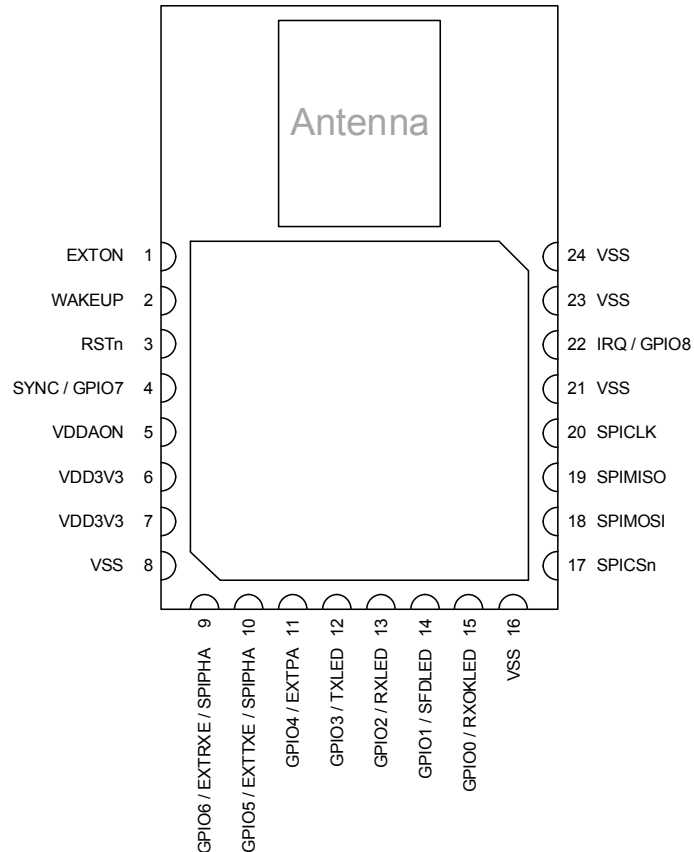 Antenna
EXTON 1
WAKEUP 2
RSTn 3
SYNC / GPIO7 4
VDDAON 5
VDD3V3 6
VDD3V3 7
VSS 8
24 VSS
23 VSS
22 IRQ / GPIO8
21 VSS
20 SPICLK
19 SPIMISO
18 SPIMOSI
17 SPICSn
GPIO6 / EXTRXE / SPIPHA 9
GPIO5 / EXTTXE / SPIPHA 10
GPIO4 / EXTPA 11
GPIO3 / TXLED 12
GPIO2 / RXLED 13
GPIO1 / SFDLED 14
GPIO0 / RXOKLED 15
VSS 16